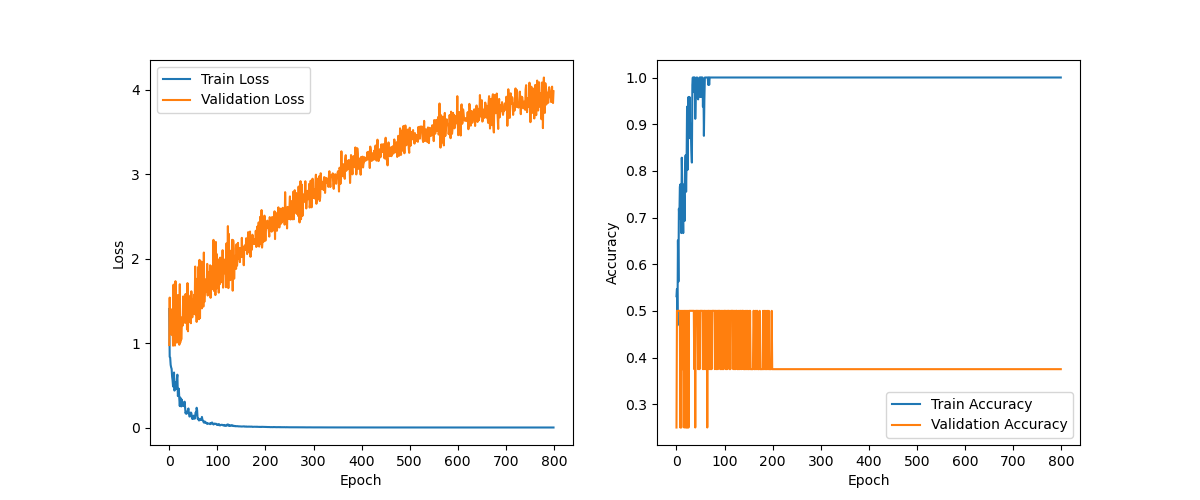 Train Loss
Validation Loss
4
3
2
1
0
0 100 200 300 400 500 600 700 800
Epoch
Loss
1.0
0.9
0.8
0.7
0.6
0.5
0.4
0.3
Train Accuracy
Validation Accuracy
0 100 200 300 400 500 600 700 800
Epoch
Accuracy